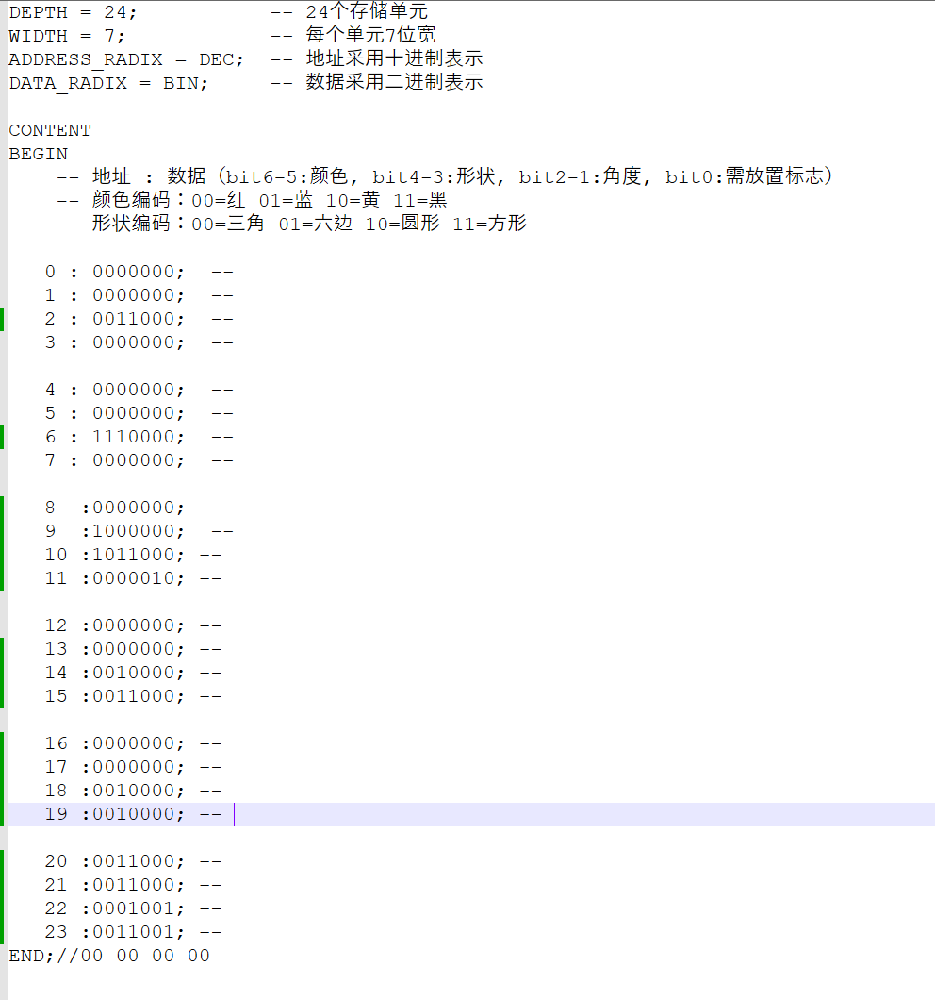 DEPTH = 24;           -- 24个存储单元
WIDTH = 7;            -- 每个单元7位宽
ADDRESS_RADIX = DEC;  -- 地址采用十进制表示
DATA_RADIX = BIN;     -- 数据采用二进制表示
CONTENT
BEGIN
-- 地址 : 数据 (bit6-5:颜色, bit4-3:形状, bit2-1:角度, bit0:需放置标志)
-- 颜色编码：00=红 01=蓝 10=黄 11=黑
-- 形状编码：00=三角 01=六边 10=圆形 11=方形
0 : 0000000;  --
1 : 0000000;  --
2 : 0011000;  --
3 : 0000000;  --
4 : 0000000;  --
5 : 0000000;  --
6 : 1110000;  --
7 : 0000000;  --
8  :0000000;  --
9  :1000000;  --
10 :1011000; --
11 :0000010; --
12 :0000000; --
13 :0000000; --
14 :0010000; --
15 :0011000; --
16 :0000000; --
17 :0000000; --
18 :0010000; --
19 :0010000; --
20 :0011000; --
21 :0011000; --
22 :0001001; --
23 :0011001; --
END;//00 00 00 00